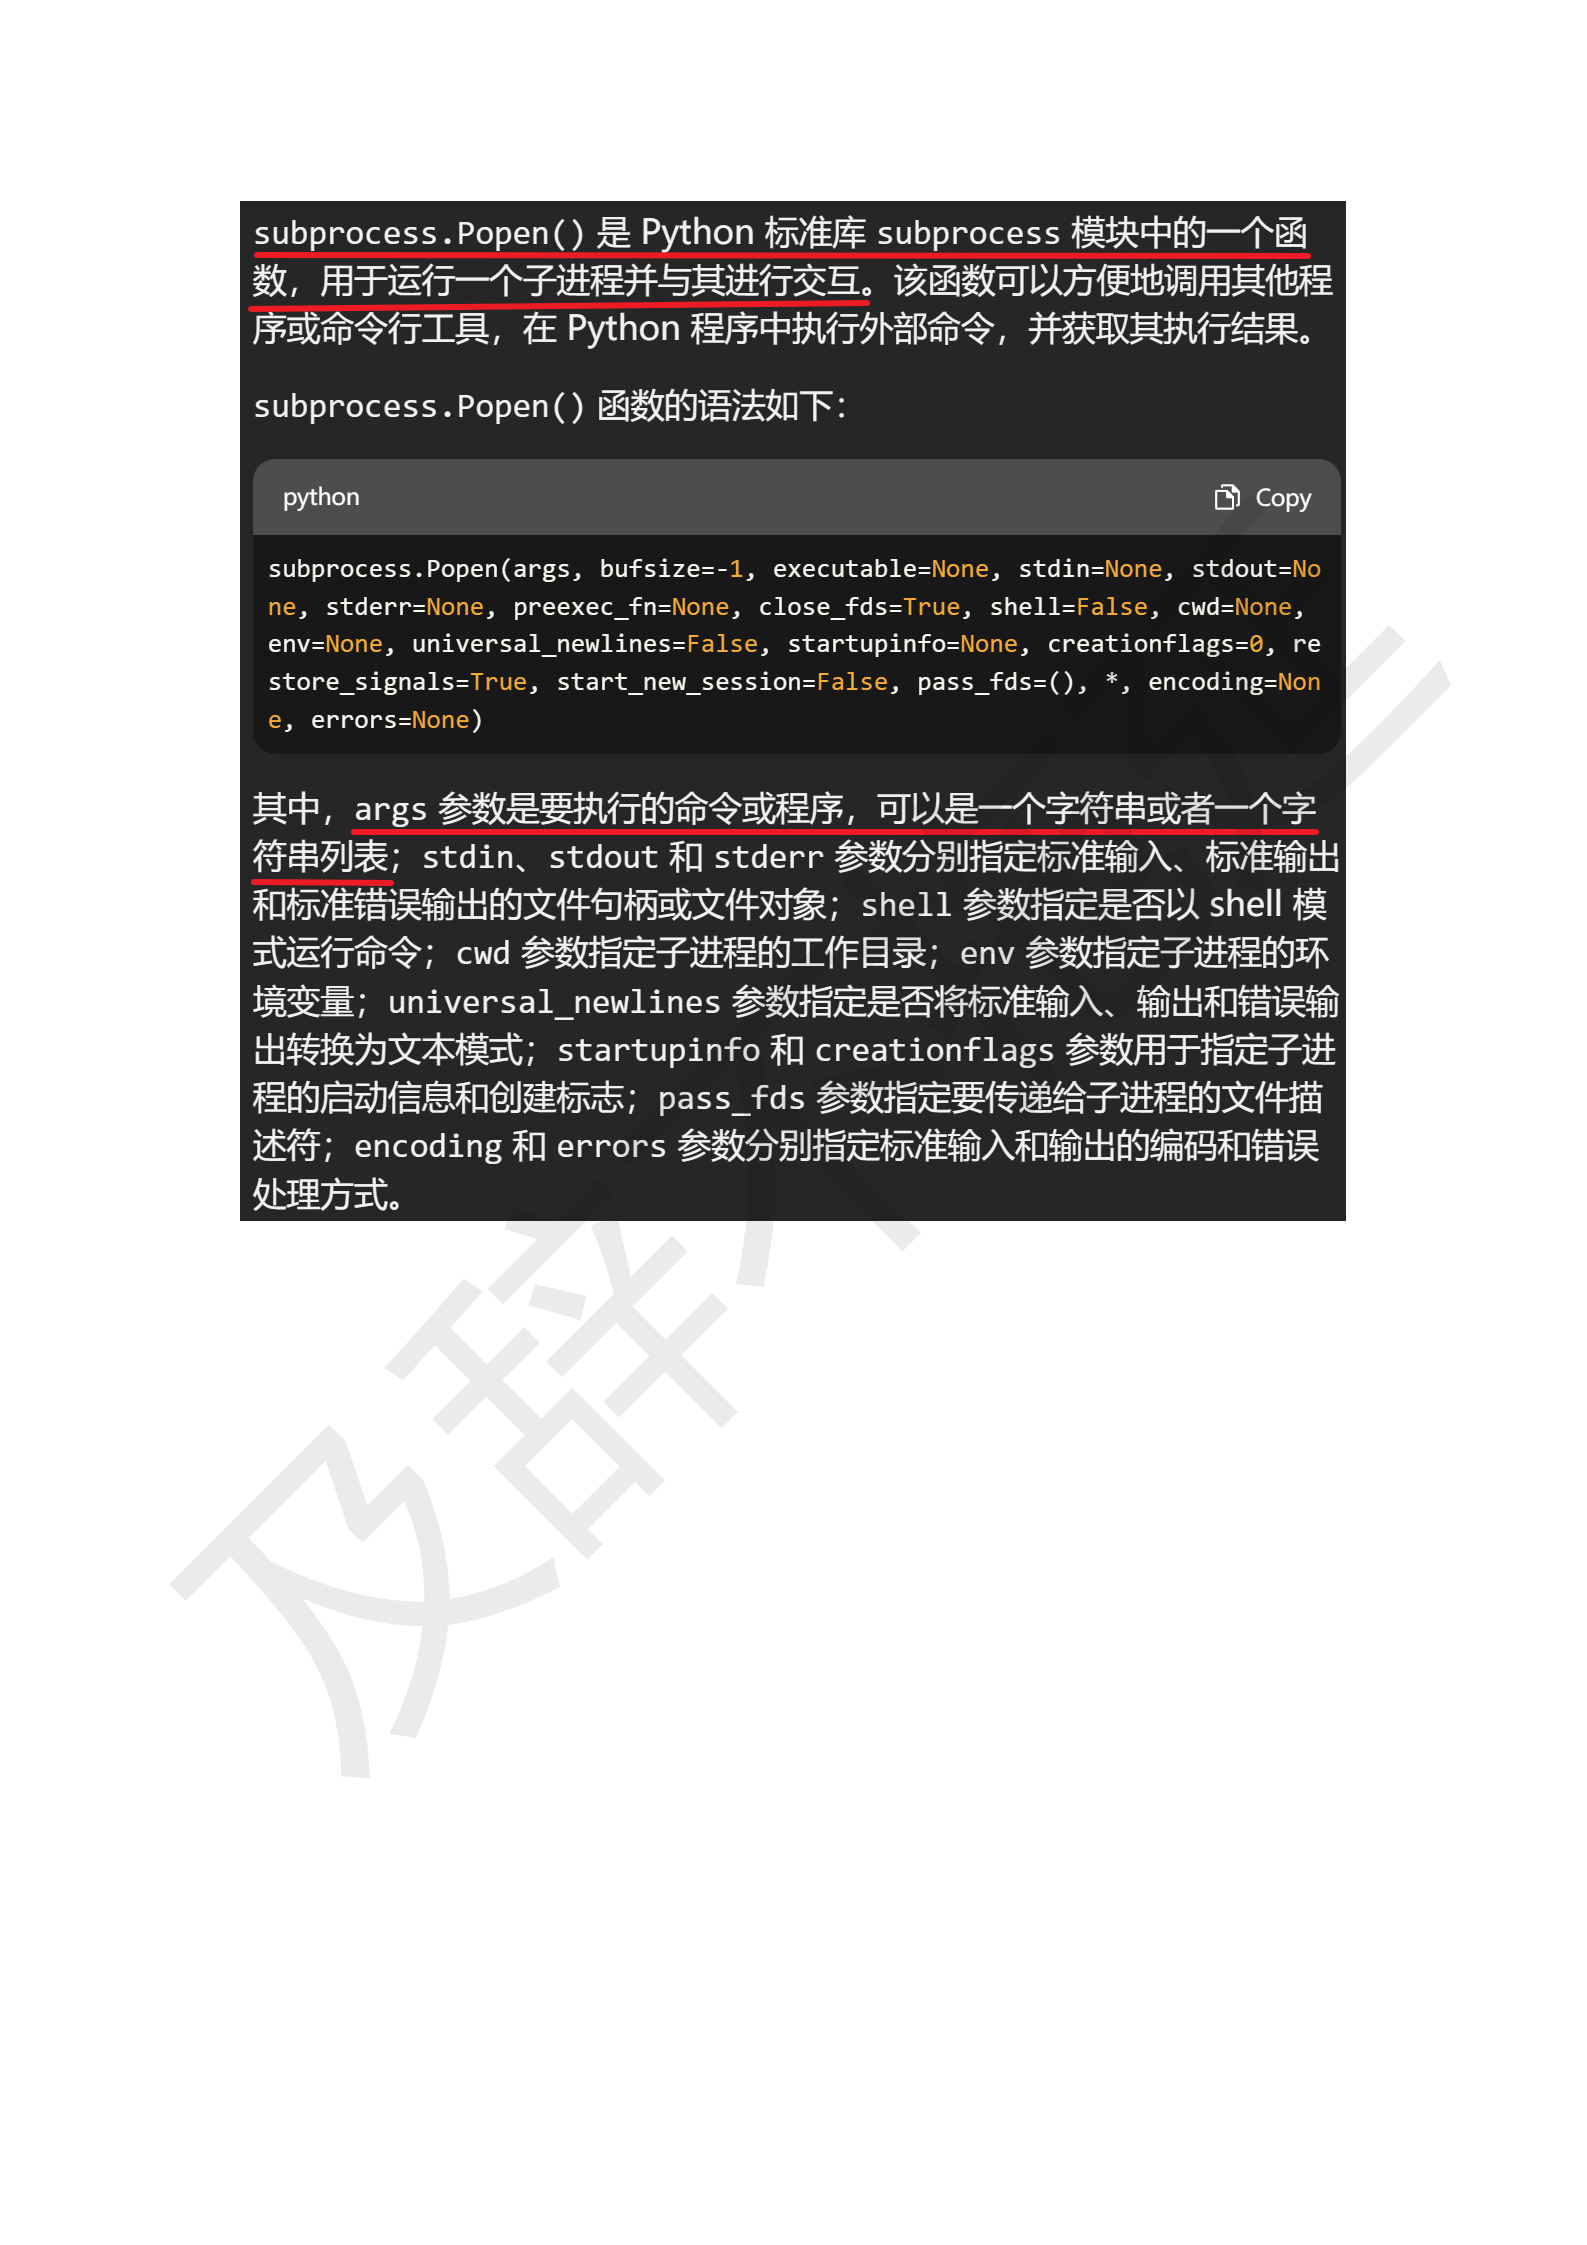 subprocess.Popen() 是 Python 标准库 subprocess 模块中的一个函
数，用于运行一个子进程并与其进行交互。该函数可以方便地调用其他程
序或命令行工具，在 Python 程序中执行外部命令，并获取其执行结果。
subprocess.Popen() 函数的语法如下：
python
Copy
subprocess.Popen(args, bufsize=-1, executable=None, stdin=None, stdout=No
ne, stderr=None, preexec_fn=None, close_fds=True, shell=False, cwd=None,
env=None, universal_newlines=False, startupinfo=None, creationflags=0, re
store_signals=True, start_new_session=False, pass_fds=(), *, encoding=Non
e, errors=None)
其中，args 参数是要执行的命令或程序，可以是一个字符串或者一个字
符串列表；stdin、stdout 和 stderr 参数分别指定标准输入、标准输出
和标准错误输出的文件句柄或文件对象；shell 参数指定是否以 shell 模
式运行命令；cwd 参数指定子进程的工作目录；env 参数指定子进程的环
境变量；universal_newlines 参数指定是否将标准输入、输出和错误输
出转换为文本模式；startupinfo 和 creationflags 参数用于指定子进
程的启动信息和创建标志；pass_fds 参数指定要传递给子进程的文件描
述符；encoding 和 errors 参数分别指定标准输入和输出的编码和错误
处理方式。
及辞